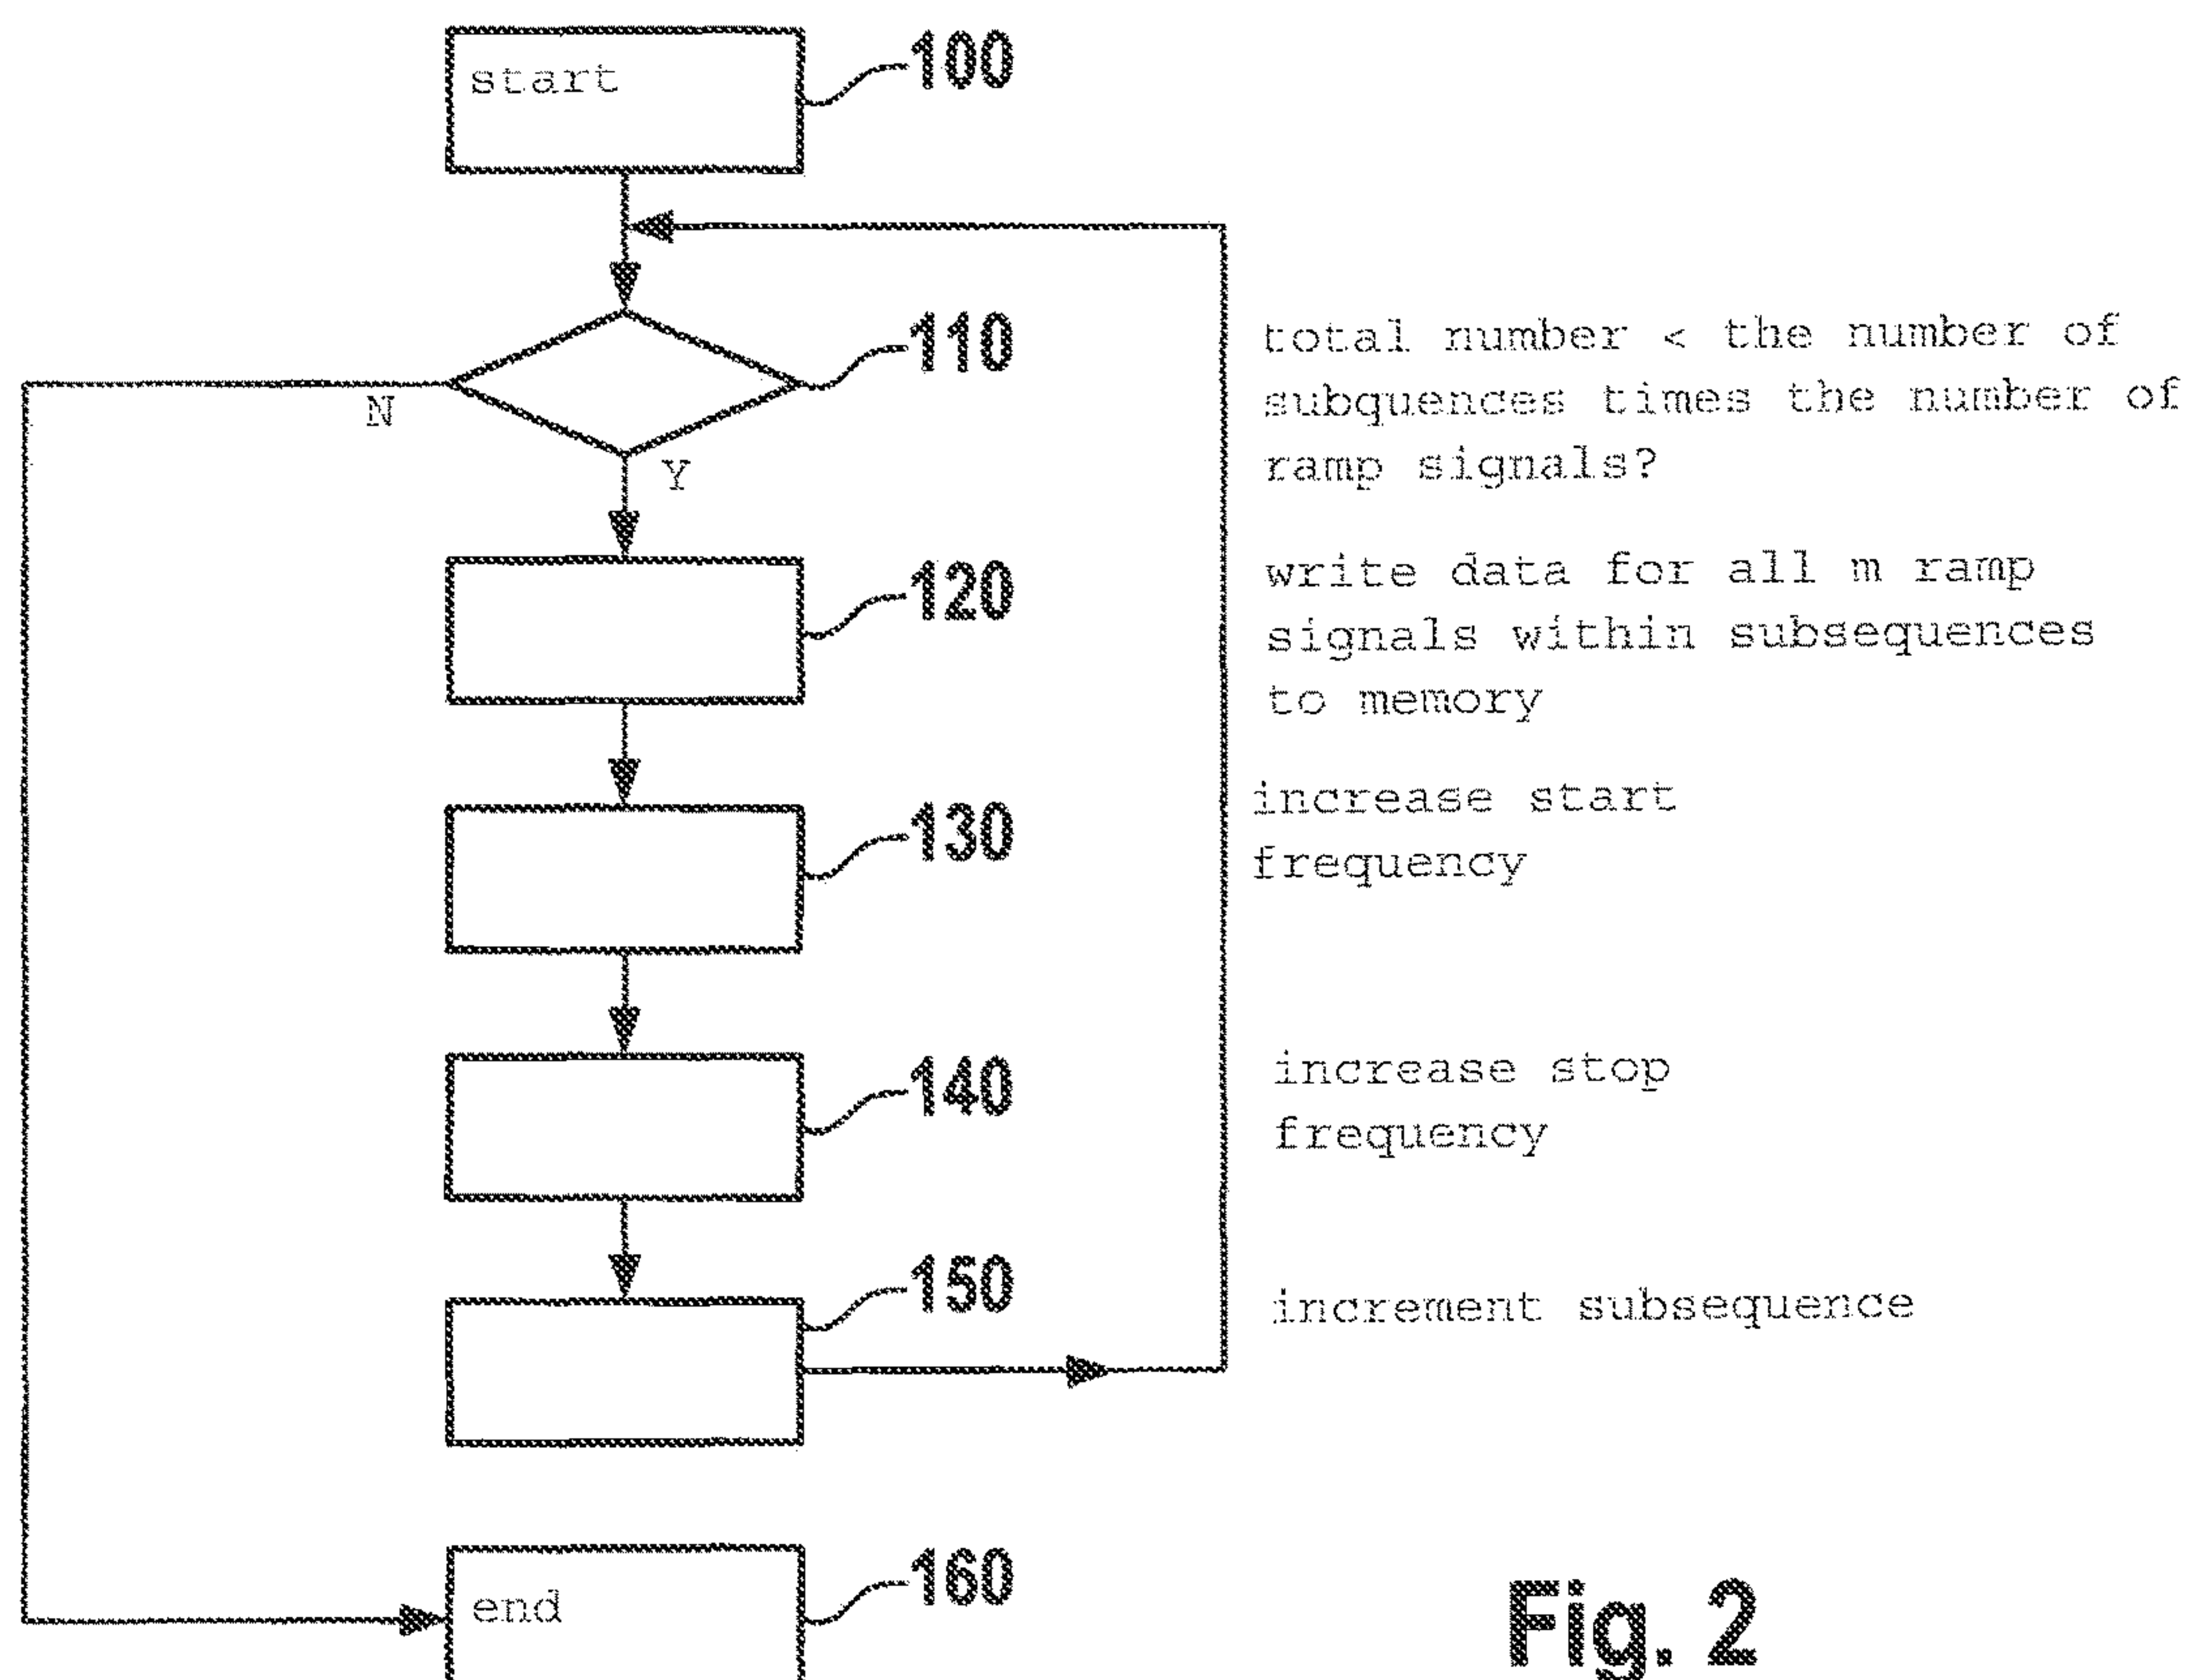 start
100
110
total number < the number of
subquences times the number of
ramp signals?
N
Y
120
write data for all m ramp
signals within subsequences
to memory
130
increase start
frequency
140
increase stop
frequency
150
increment subsequence
end
160
Fig. 2